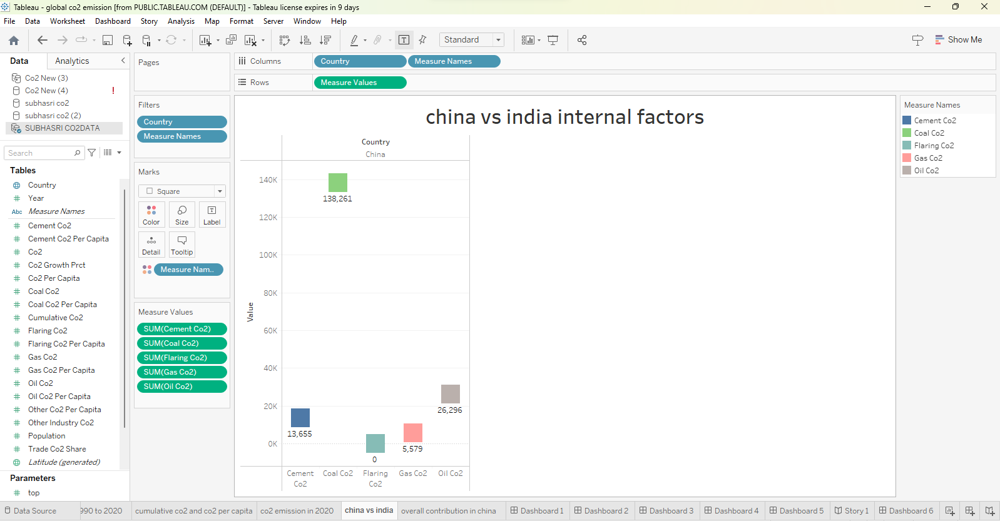 Tableau - global co2 emission [from PUBLIC.TABLEAU.COM (DEFAULT)] - Tableau license expires in 9 days
File Data Worksheet Dashboard Story Analysis Map Format Server Window Help
Standard
Show Me
Data Analytics
Co2 New (3)
Co2 New (4) !
subhasri co2
subhasri co2 (2)
SUBHASRI CO2DATA
Search
Tables
Country
Year
Abc Measure Names
Cement Co2
Cement Co2 Per Capita
Co2
Co2 Growth Prct
Co2 Per Capita
Coal Co2
Coal Co2 Per Capita
Cumulative Co2
Flaring Co2
Flaring Co2 Per Capita
Gas Co2
Gas Co2 Per Capita
Oil Co2
Oil Co2 Per Capita
Other Co2 Per Capita
Other Industry Co2
Population
Trade Co2 Share
Latitude (generated)
Parameters
top
Pages
Filters
Country
Measure Names
Marks
Square
Color Size Label
Detail Tooltip
Measure Nam..
Measure Values
SUM(Cement Co2)
SUM(Coal Co2)
SUM(Flaring Co2)
SUM(Gas Co2)
SUM(Oil Co2)
Columns Country Measure Names
Rows Measure Values
china vs india internal factors
Country
China
140K
138,261
120K
100K
80K
Value
60K
40K
26,296
20K
13,655
0K
5,579
0
Cement Co2
Coal Co2
Flaring Co2
Gas Co2
Oil Co2
Measure Names
Cement Co2
Coal Co2
Flaring Co2
Gas Co2
Oil Co2
Data Source 990 to 2020 cumulative co2 and co2 per capita co2 emission in 2020 china vs india overall contribution in china Dashboard 1 Dashboard 2 Dashboard 3 Dashboard 4 Dashboard 5 Story 1 Dashboard 6